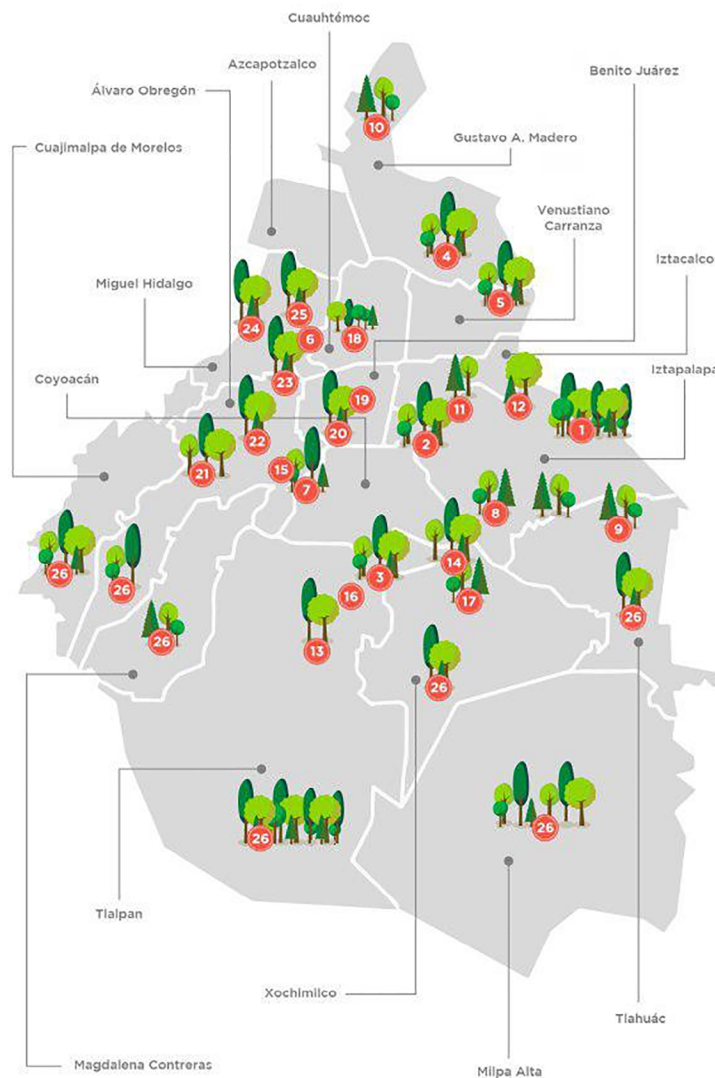 Cuauhtémoc
Azcapotzalco
Benito Juárez
Álvaro Obregón
10
Gustavo A. Madero
Cuajimalpa de Morelos
Venustiano
Carranza
4
Iztacalco
Miguel Hidalgo
5
25
24
6
18
Coyoacán
23
Iztapalapa
19
11
12
22
20
2
1
21
15
7
8
9
14
26
3
26
16
17
26
13
26
26
26
26
Tlalpan
Xochimilco
Tlahuác
Magdalena Contreras
Milpa Alta